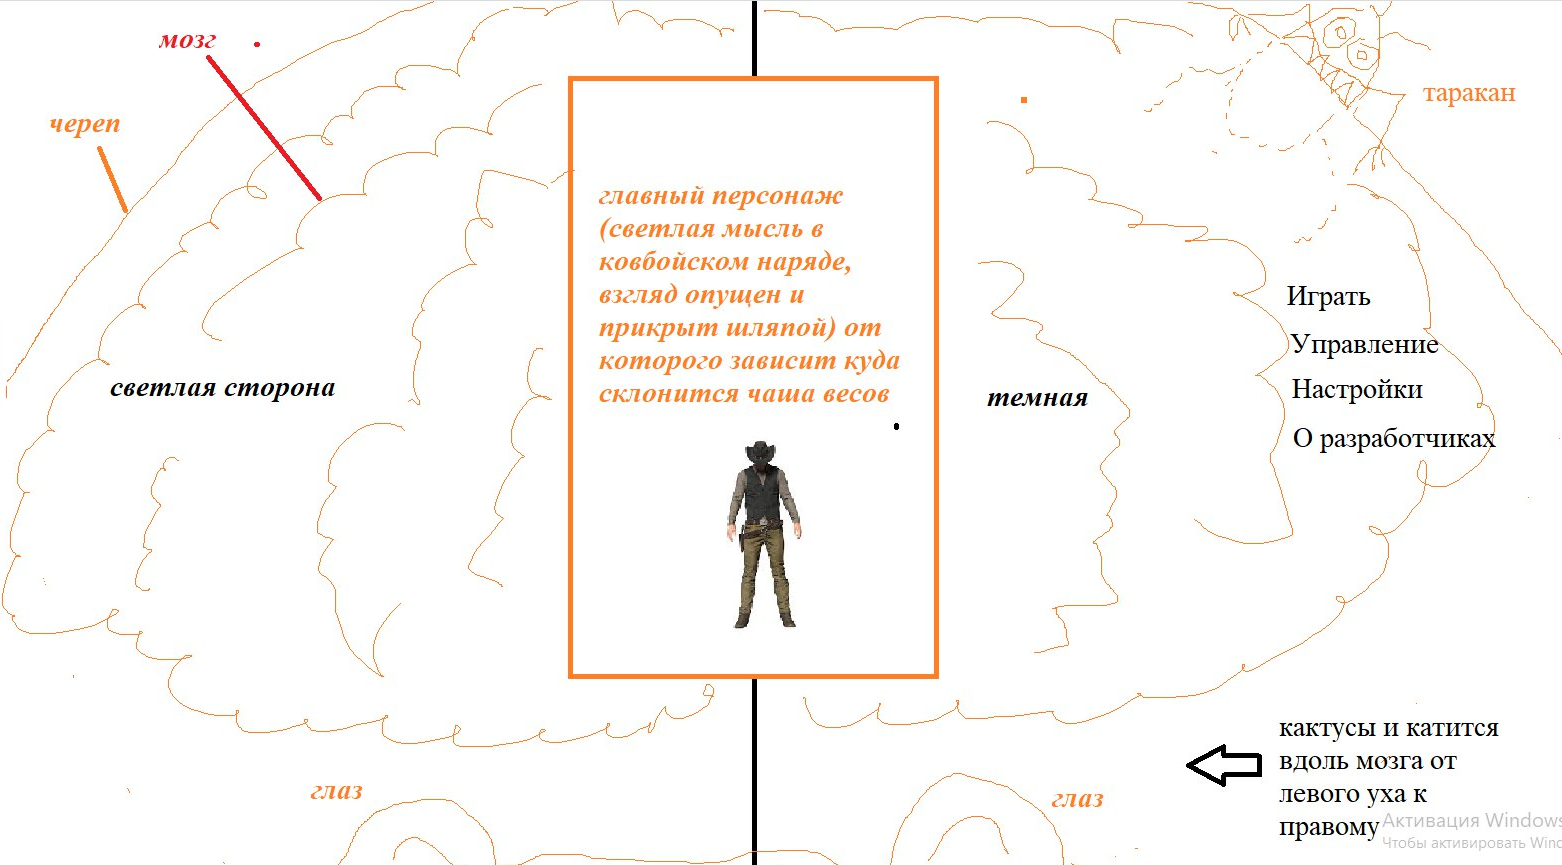 мозг
череп
таракан
главный персонаж
(светлая мысль в
ковбойском наряде,
взгляд опущен и
прикрыт шляпой) от
которого зависит куда
склонится чаша весов
светлая сторона
темная
Играть
Управление
Настройки
О разработчиках
кактусы и катится
вдоль мозга от
левого уха к
правому
глаз
глаз
Активация Windows
Чтобы активировать Wind